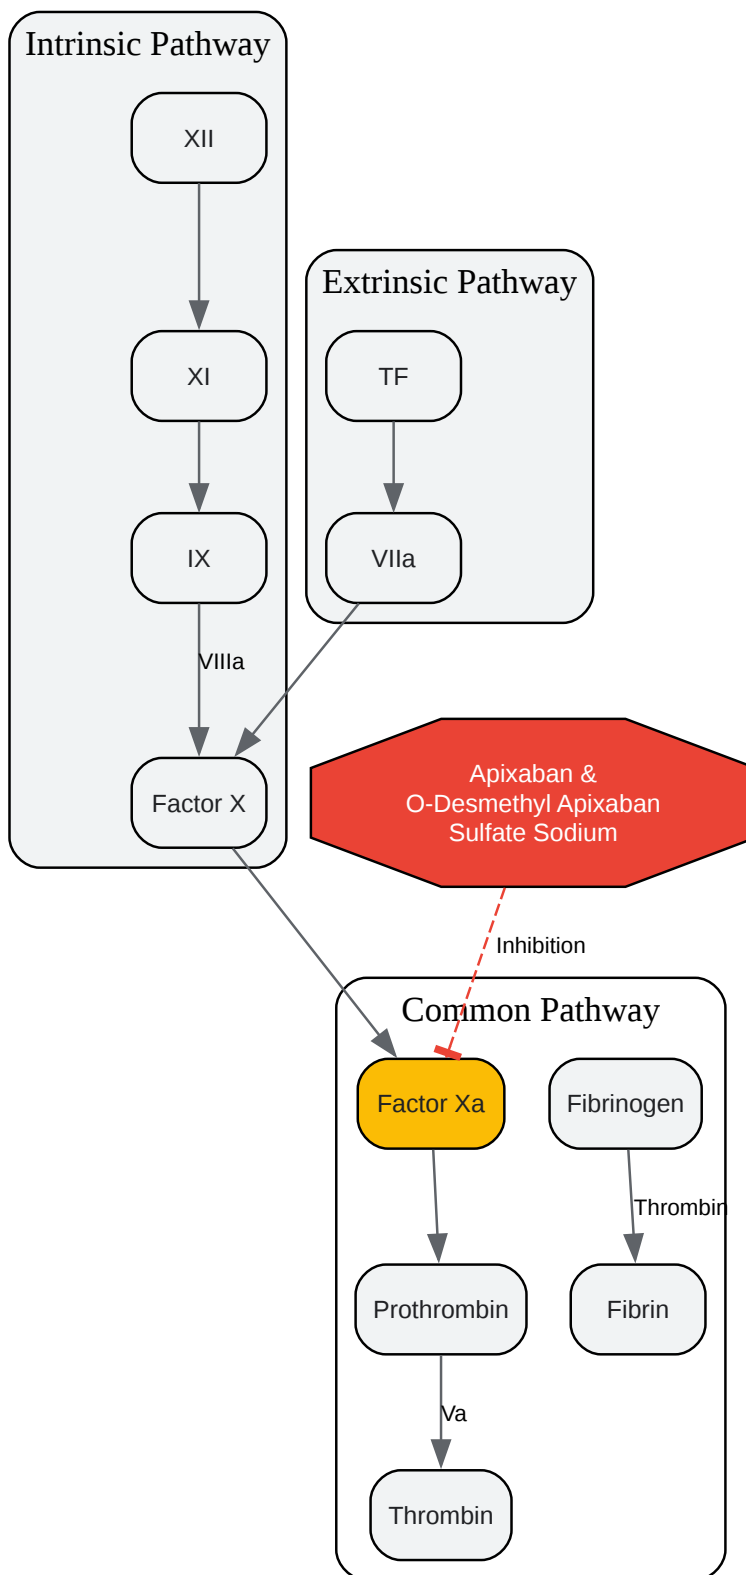 Intrinsic Pathway
XII
Extrinsic Pathway
XI
TF
IX
VIIa
VIIIa
Factor X
Apixaban &
O-Desmethyl Apixaban
Sulfate Sodium
Inhibition
Common Pathway
Factor Xa
Fibrinogen
Thrombin
Prothrombin
Fibrin
Va
Thrombin